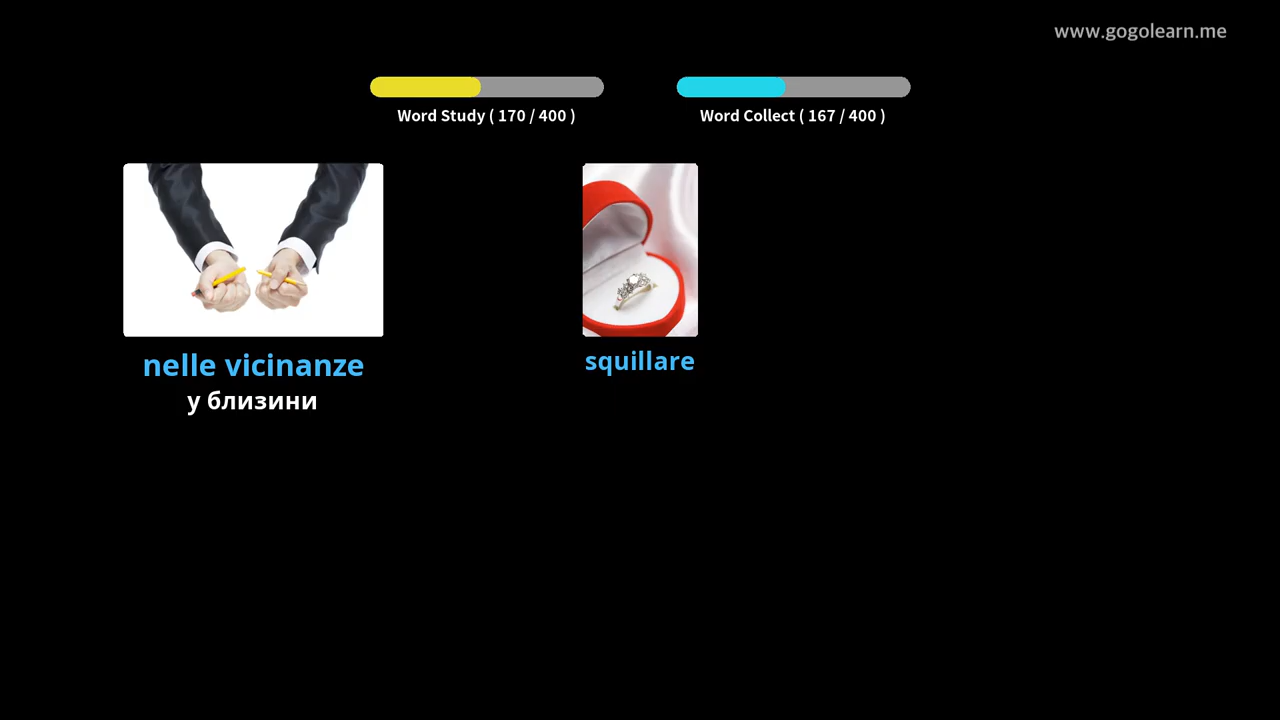 www.gogolearn.me
Word Study ( 170 / 400 )
Word Collect ( 167 / 400 )
nelle vicinanze
у близини
squillare